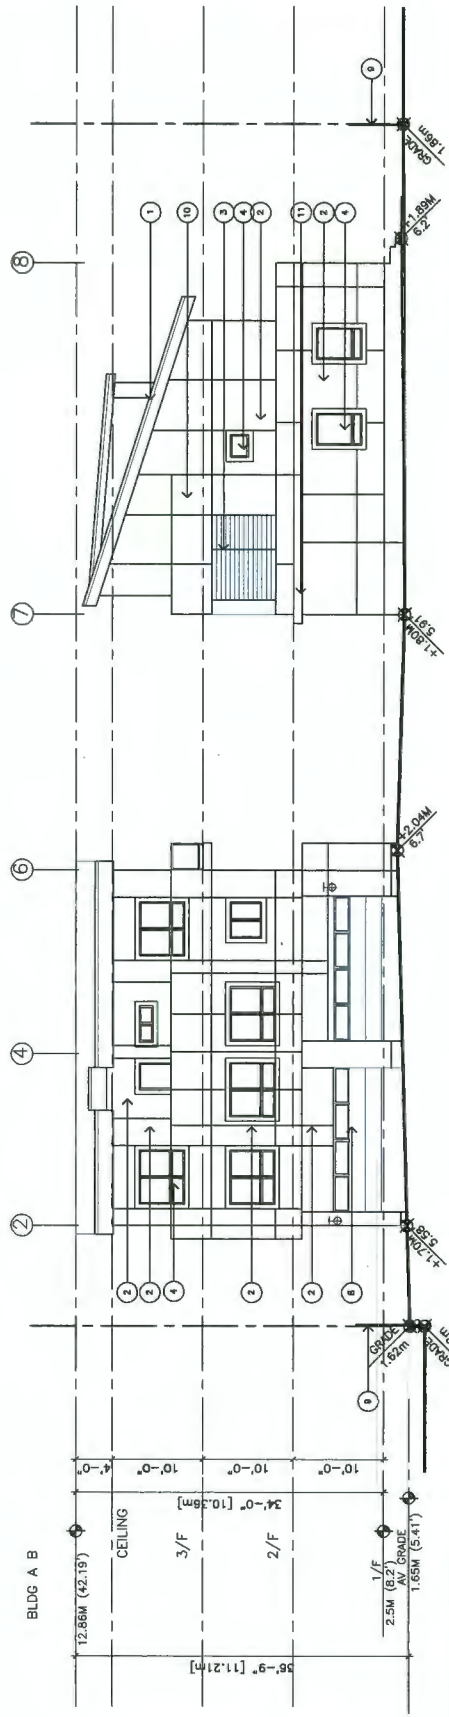 BLDG A B
2
4
6
7
8
12.86M (42.19')
CEILING
3/F
2/F
1/F
2.5M (8.2')
AV GRADE
1.65M (5.41')
4'-0"
10'-0"
10'-0"
10'-0"
34'-0" [10.36m]
36'-9" [11.21m]
9
GRADE
1.62m
GRADE
2
2
4
2
2
+1.70M
5.58
+2.04M
6.7'
+1.80M
5.91
1
10
3
4
2
11
2
4
+1.89M
6.2'
9
GRADE
1.86m